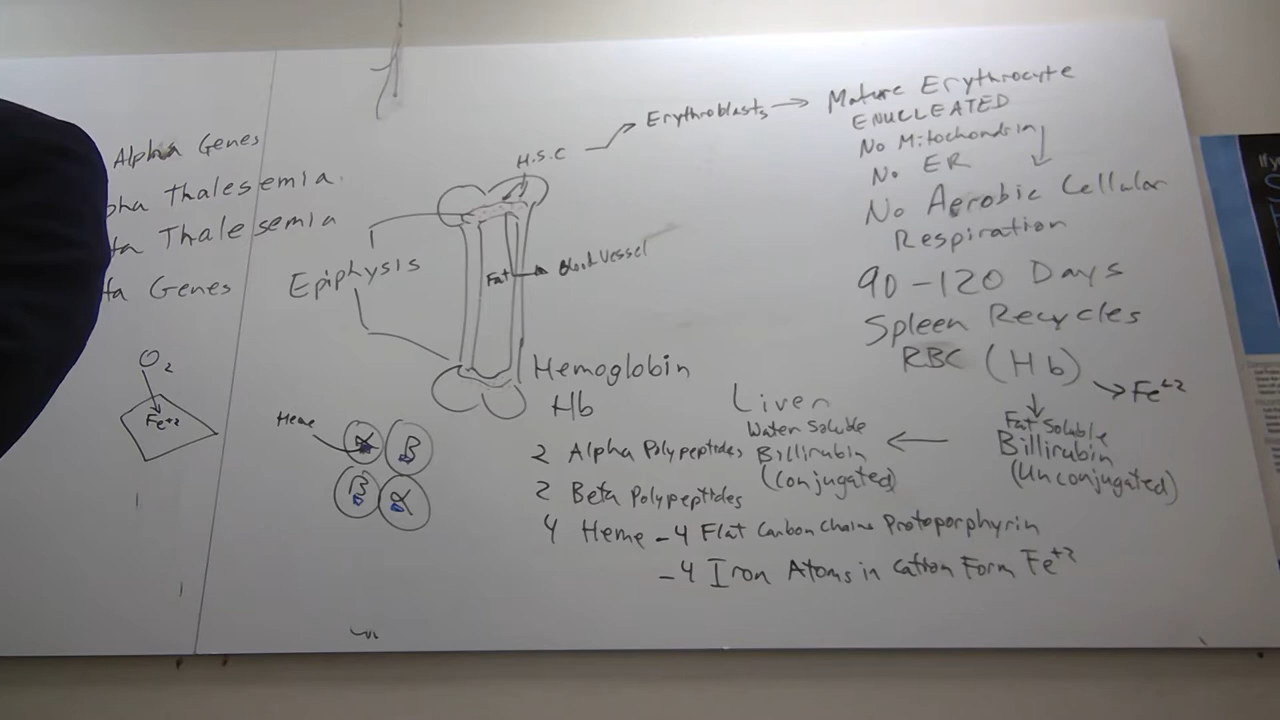 Alpha Genes
pha Thalesemia
ta Thalesemia
ta Genes
O2
Fe+2
H.S.C
Erythroblasts
Epiphysis
Fat
Blood Vessel
Heme
α
B
B
α
Hemoglobin
Hb
2 Alpha Polypeptides
2 Beta Polypeptides
4 Heme - 4 Flat Carbon Chains Protoporphyrin
- 4 Iron Atoms in Cation Form Fe+2
Mature Erythrocyte
ENUCLEATED
No Mitochondria
No ER
No Aerobic Cellular
Respiration
90-120 Days
Spleen Recycles
RBC (Hb)
Fe+2
Fat Soluble
Billirubin
(Unconjugated)
Liver
Water Soluble
Billirubin
(Conjugated)